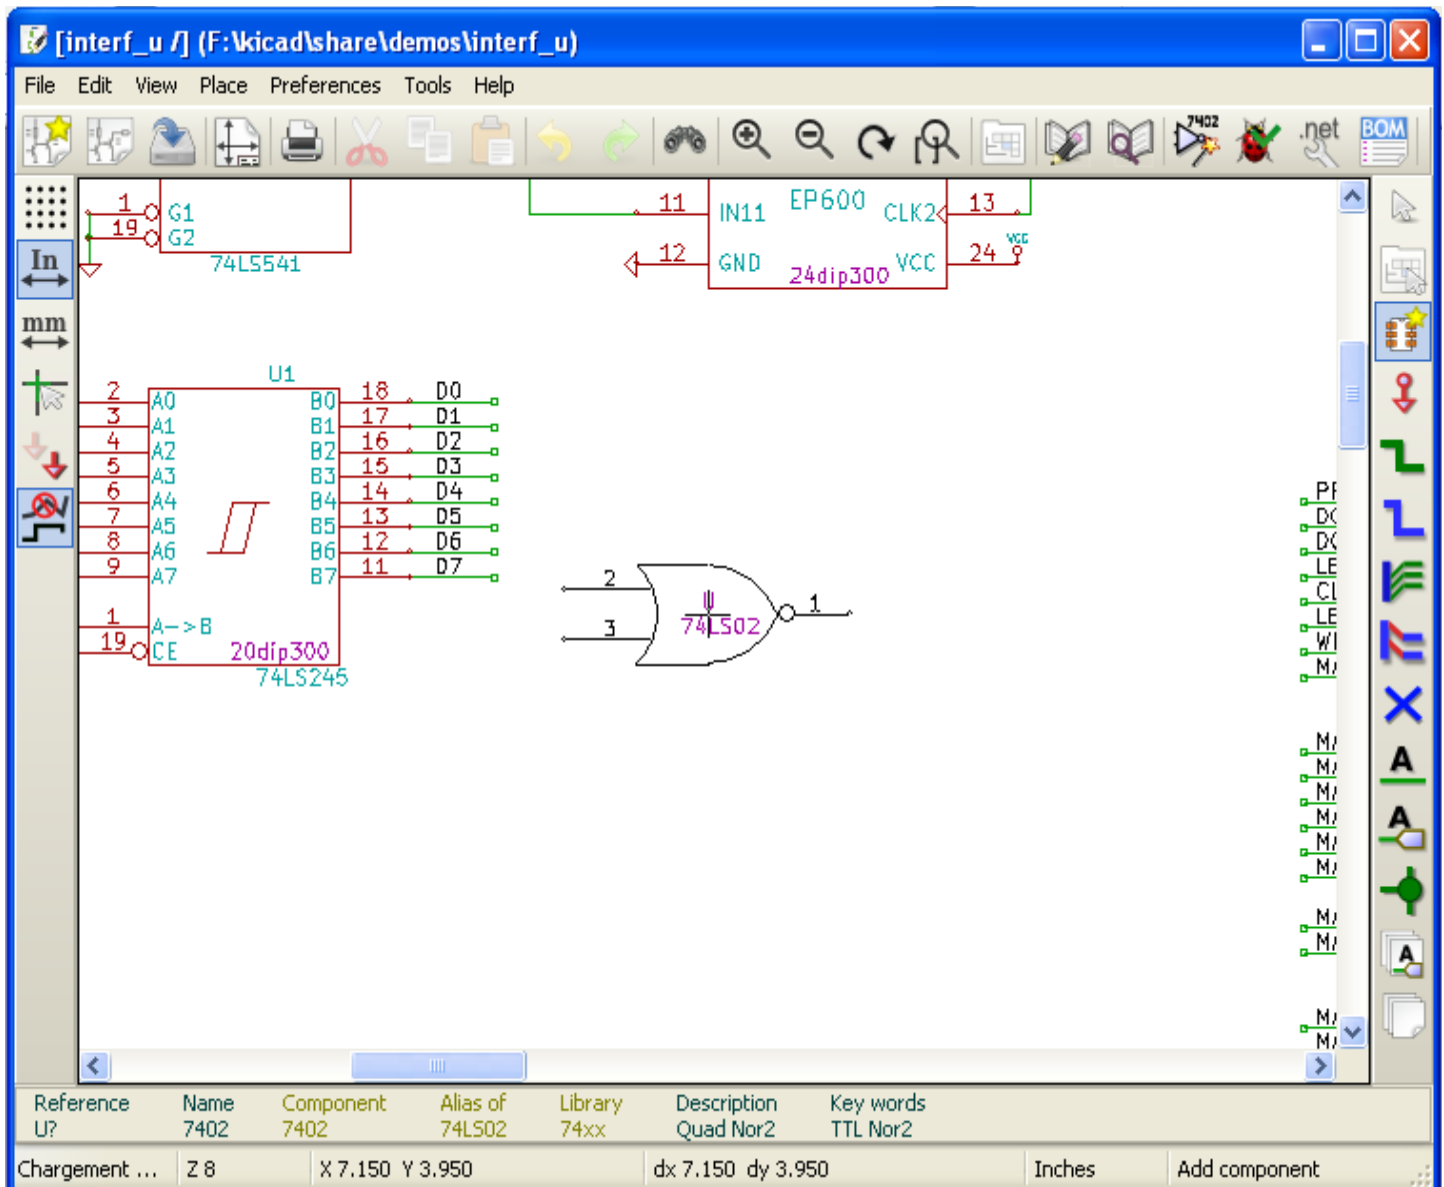 [interf_u /] (F:\kicad\share\demos\interf_u)
File Edit View Place Preferences Tools Help
7402 .net BOM
1 G1
19 G2
74LS541
11 IN11 EP600 CLK2 13
12 GND 24dip300 VCC 24 VCC
In
mm
U1
2 A0 B0 18 D0
3 A1 B1 17 D1
4 A2 B2 16 D2
5 A3 B3 15 D3
6 A4 B4 14 D4
7 A5 B5 13 D5
8 A6 B6 12 D6
9 A7 B7 11 D7
1 A->B
19 CE 20dip300
74LS245
2 U 1
3 74LS02
A
A
A
Reference Name Component Alias of Library Description Key words
U? 7402 7402 74LS02 74xx Quad Nor2 TTL Nor2
Chargement ... Z 8 X 7.150 Y 3.950 dx 7.150 dy 3.950 Inches Add component